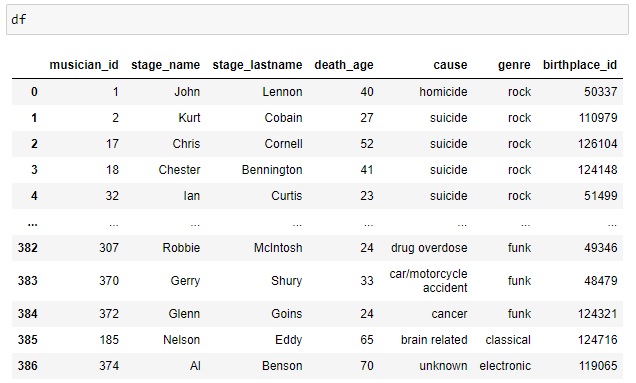 df
musician_id stage_name stage_lastname death_age cause genre birthplace_id
0 1 John Lennon 40 homicide rock 50337
1 2 Kurt Cobain 27 suicide rock 110979
2 17 Chris Cornell 52 suicide rock 126104
3 18 Chester Bennington 41 suicide rock 124148
4 32 Ian Curtis 23 suicide rock 51499
... ... ... ... ... ... ... ...
382 307 Robbie McIntosh 24 drug overdose funk 49346
383 370 Gerry Shury 33 car/motorcycle accident funk 48479
384 372 Glenn Goins 24 cancer funk 124321
385 185 Nelson Eddy 65 brain related classical 124716
386 374 Al Benson 70 unknown electronic 119065